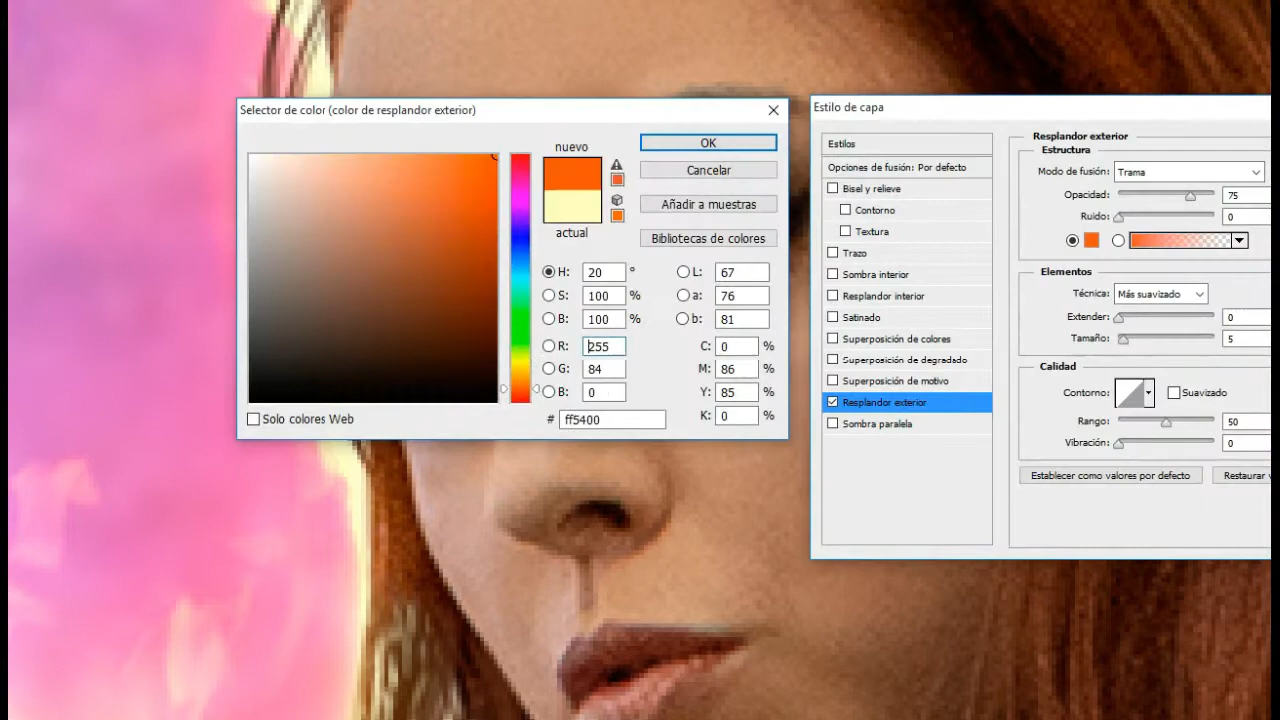 Selector de color (color de resplandor exterior)
nuevo
actual
OK
Cancelar
Añadir a muestras
Bibliotecas de colores
H: 20 °
S: 100 %
B: 100 %
R: 255
G: 84
B: 0
L: 67
a: 76
b: 81
C: 0 %
M: 86 %
Y: 85 %
K: 0 %
# ff5400
Solo colores Web
Estilo de capa
Estilos
Opciones de fusión: Por defecto
Bisel y relieve
Contorno
Textura
Trazo
Sombra interior
Resplandor interior
Satinado
Superposición de colores
Superposición de degradado
Superposición de motivo
Resplandor exterior
Sombra paralela
Resplandor exterior
Estructura
Modo de fusión: Trama
Opacidad: 75
Ruido: 0
Elementos
Técnica: Más suavizado
Extender: 0
Tamaño: 5
Calidad
Contorno: Suavizado
Rango: 50
Vibración: 0
Establecer como valores por defecto
Restaurar